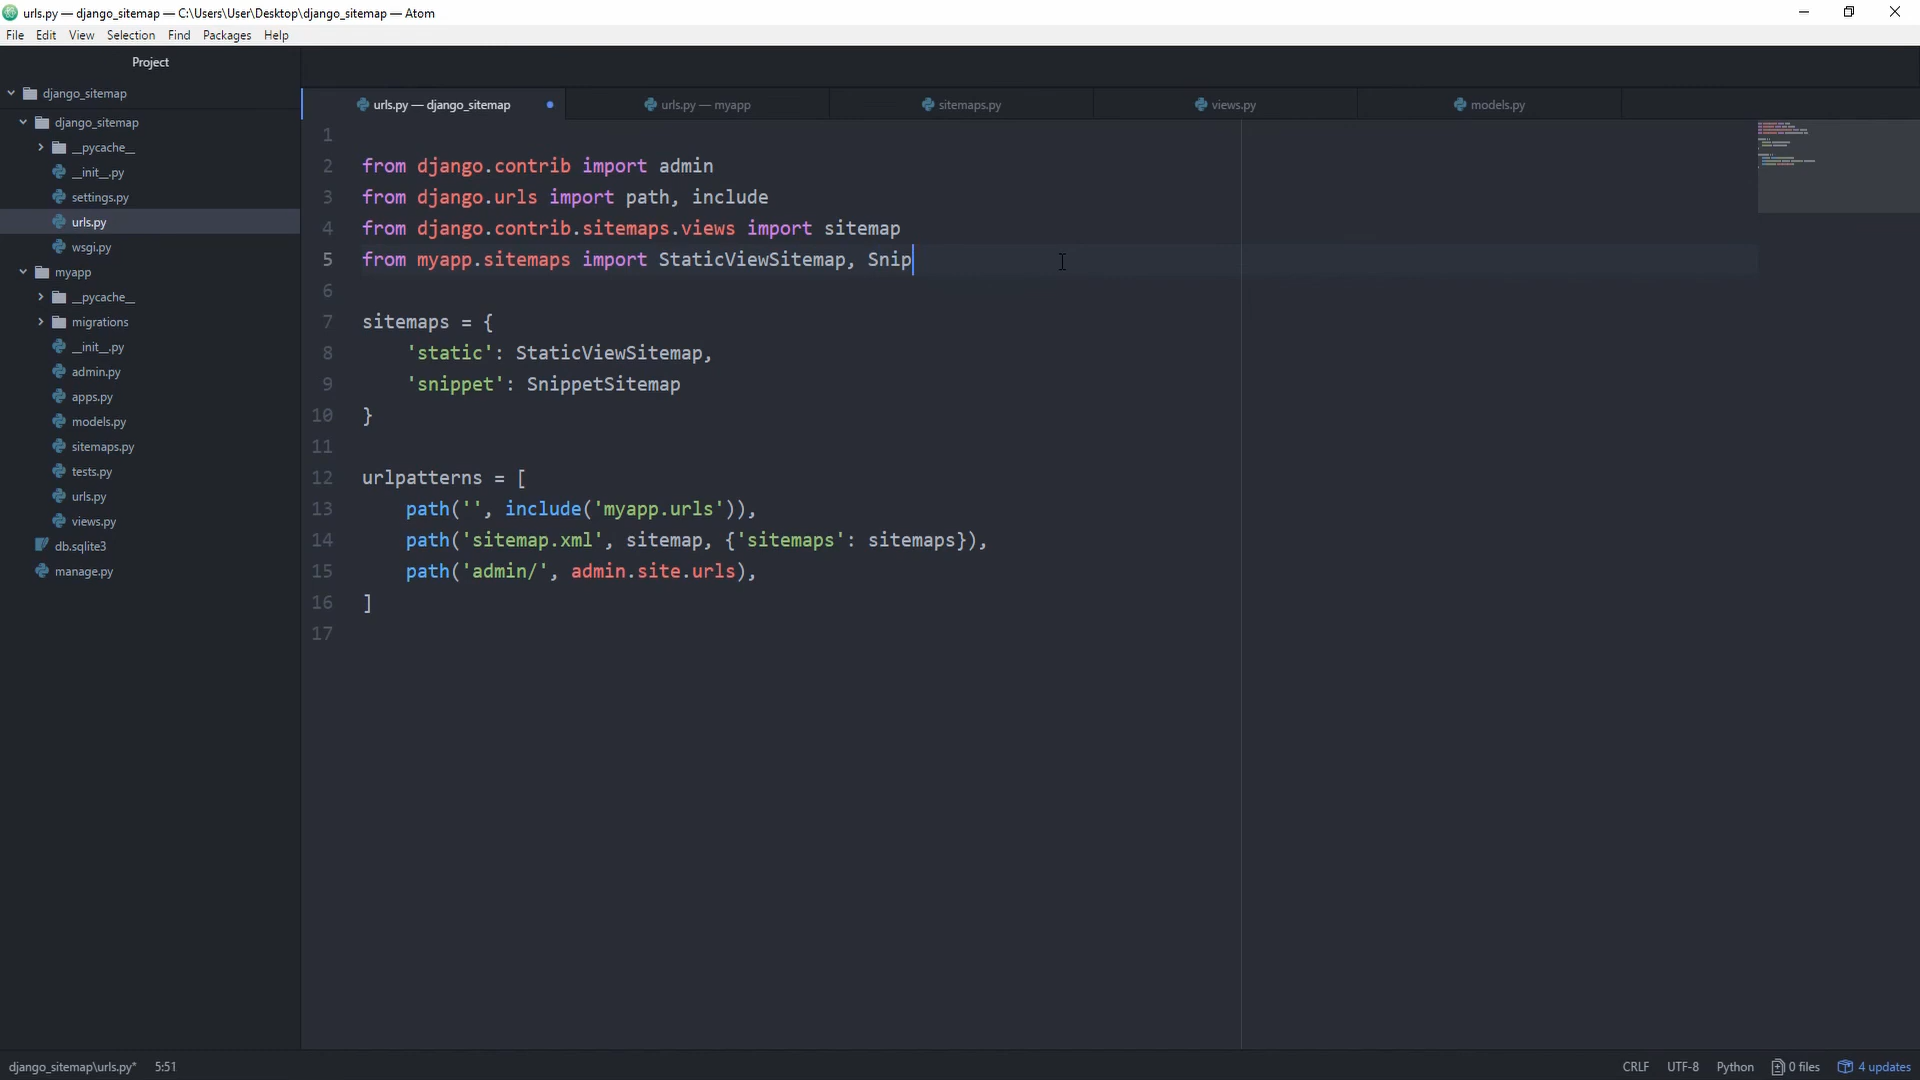 urls.py — django_sitemap — C:\Users\User\Desktop\django_sitemap — Atom
File Edit View Selection Find Packages Help
Project
django_sitemap
django_sitemap
__pycache__
__init__.py
settings.py
urls.py
wsgi.py
myapp
__pycache__
migrations
__init__.py
admin.py
apps.py
models.py
sitemaps.py
tests.py
urls.py
views.py
db.sqlite3
manage.py
urls.py — django_sitemap urls.py — myapp sitemaps.py views.py models.py
1
2 from django.contrib import admin
3 from django.urls import path, include
4 from django.contrib.sitemaps.views import sitemap
5 from myapp.sitemaps import StaticViewSitemap, Snip
6
7 sitemaps = {
8     'static': StaticViewSitemap,
9     'snippet': SnippetSitemap
10 }
11
12 urlpatterns = [
13     path('', include('myapp.urls')),
14     path('sitemap.xml', sitemap, {'sitemaps': sitemaps}),
15     path('admin/', admin.site.urls),
16 ]
17
django_sitemap\urls.py* 5:51 CRLF UTF-8 Python 0 files 4 updates